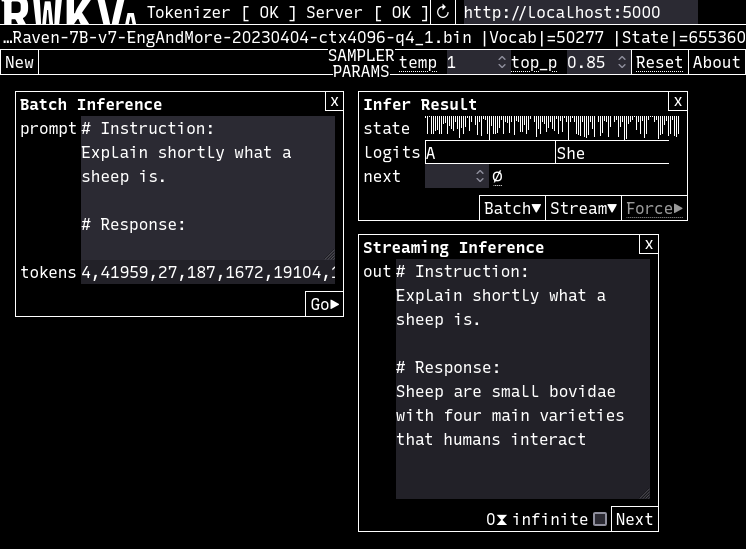 RWKV Tokenizer [ OK ] Server [ OK ] ↻ http://localhost:5000
…Raven-7B-v7-EngAndMore-20230404-ctx4096-q4_1.bin |Vocab|=50277 |State|=655360
New SAMPLER PARAMS temp 1 top_p 0.85 Reset About
Batch Inference x
prompt # Instruction:
Explain shortly what a
sheep is.
# Response:
tokens 4,41959,27,187,1672,19104,1
Go▶
Infer Result x
state
Logits A She
next ø
Batch▼ Stream▼ Force▶
Streaming Inference x
out # Instruction:
Explain shortly what a
sheep is.
# Response:
Sheep are small bovidae
with four main varieties
that humans interact
0⧗ infinite Next